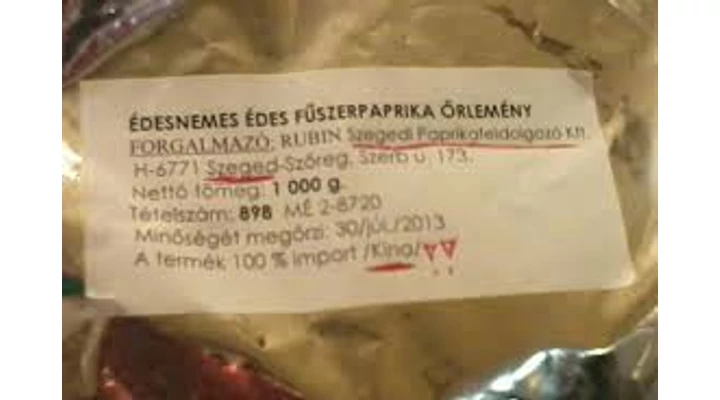 ÉDESNEMES ÉDES FŰSZERPAPRIKA ŐRLEMÉNY
FORGALMAZÓ: RUBIN Szegedi Paprikafeldolgozó Kft.
H-6771 Szeged-Szőreg, Szerb u. 173.
Nettó tömeg: 1 000 g
Tételszám: 898 MÉ 2-8720
Minőségét megőrzi: 30/JÚL/2013
A termék 100 % import /Kína/